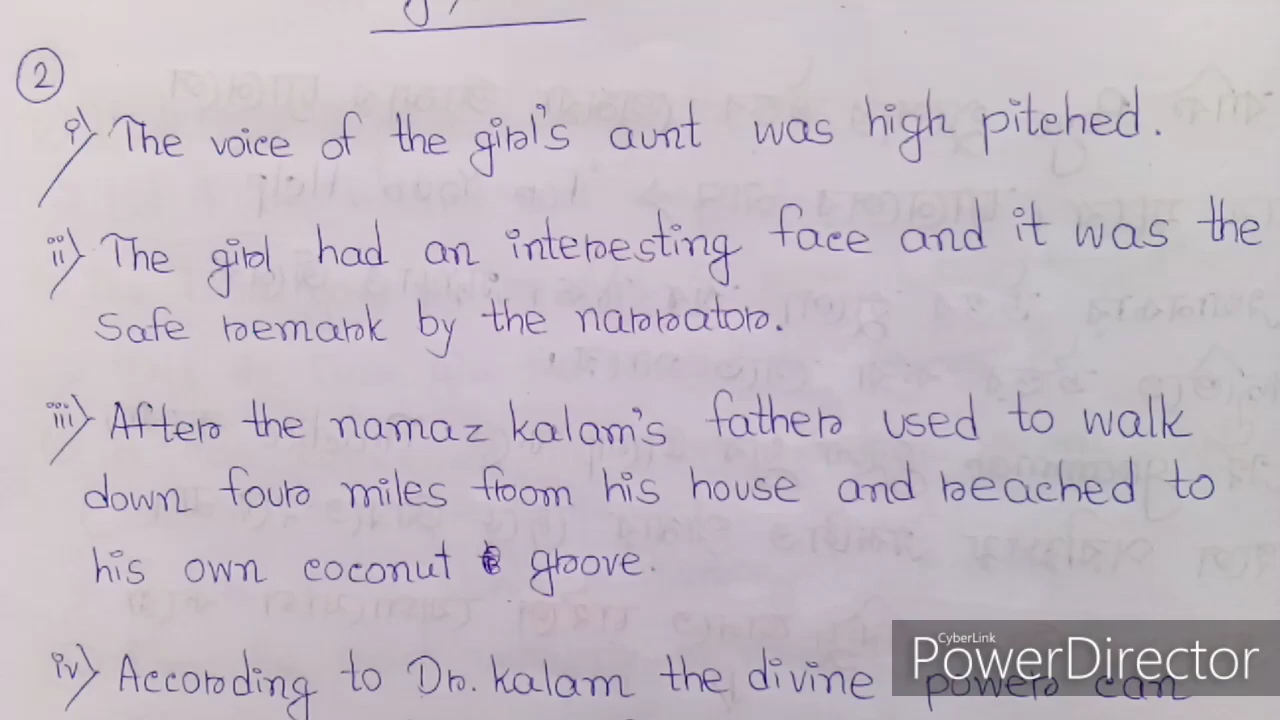 2
i) The voice of the girl's aunt was high pitched.
ii) The girl had an interesting face and it was the
safe remark by the narrator.
iii) After the namaz kalam's father used to walk
down four miles from his house and reached to
his own coconut groove.
iv) According to Dr. kalam the divine power can
CyberLink
PowerDirector